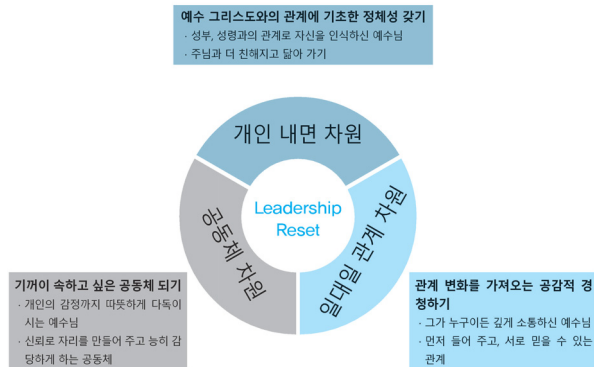 예수 그리스도와의 관계에 기초한 정체성 갖기
· 성부, 성령과의 관계로 자신을 인식하신 예수님
· 주님과 더 친해지고 닮아 가기
개인 내면 차원
공동체 차원
Leadership
Reset
일대일 관계 차원
기꺼이 속하고 싶은 공동체 되기
· 개인의 감정까지 따뜻하게 다독이
시는 예수님
· 신뢰로 자리를 만들어 주고 능히 감
당하게 하는 공동체
관계 변화를 가져오는 공감적 경
청하기
· 그가 누구이든 깊게 소통하신 예수님
· 먼저 들어 주고, 서로 믿을 수 있는
관계